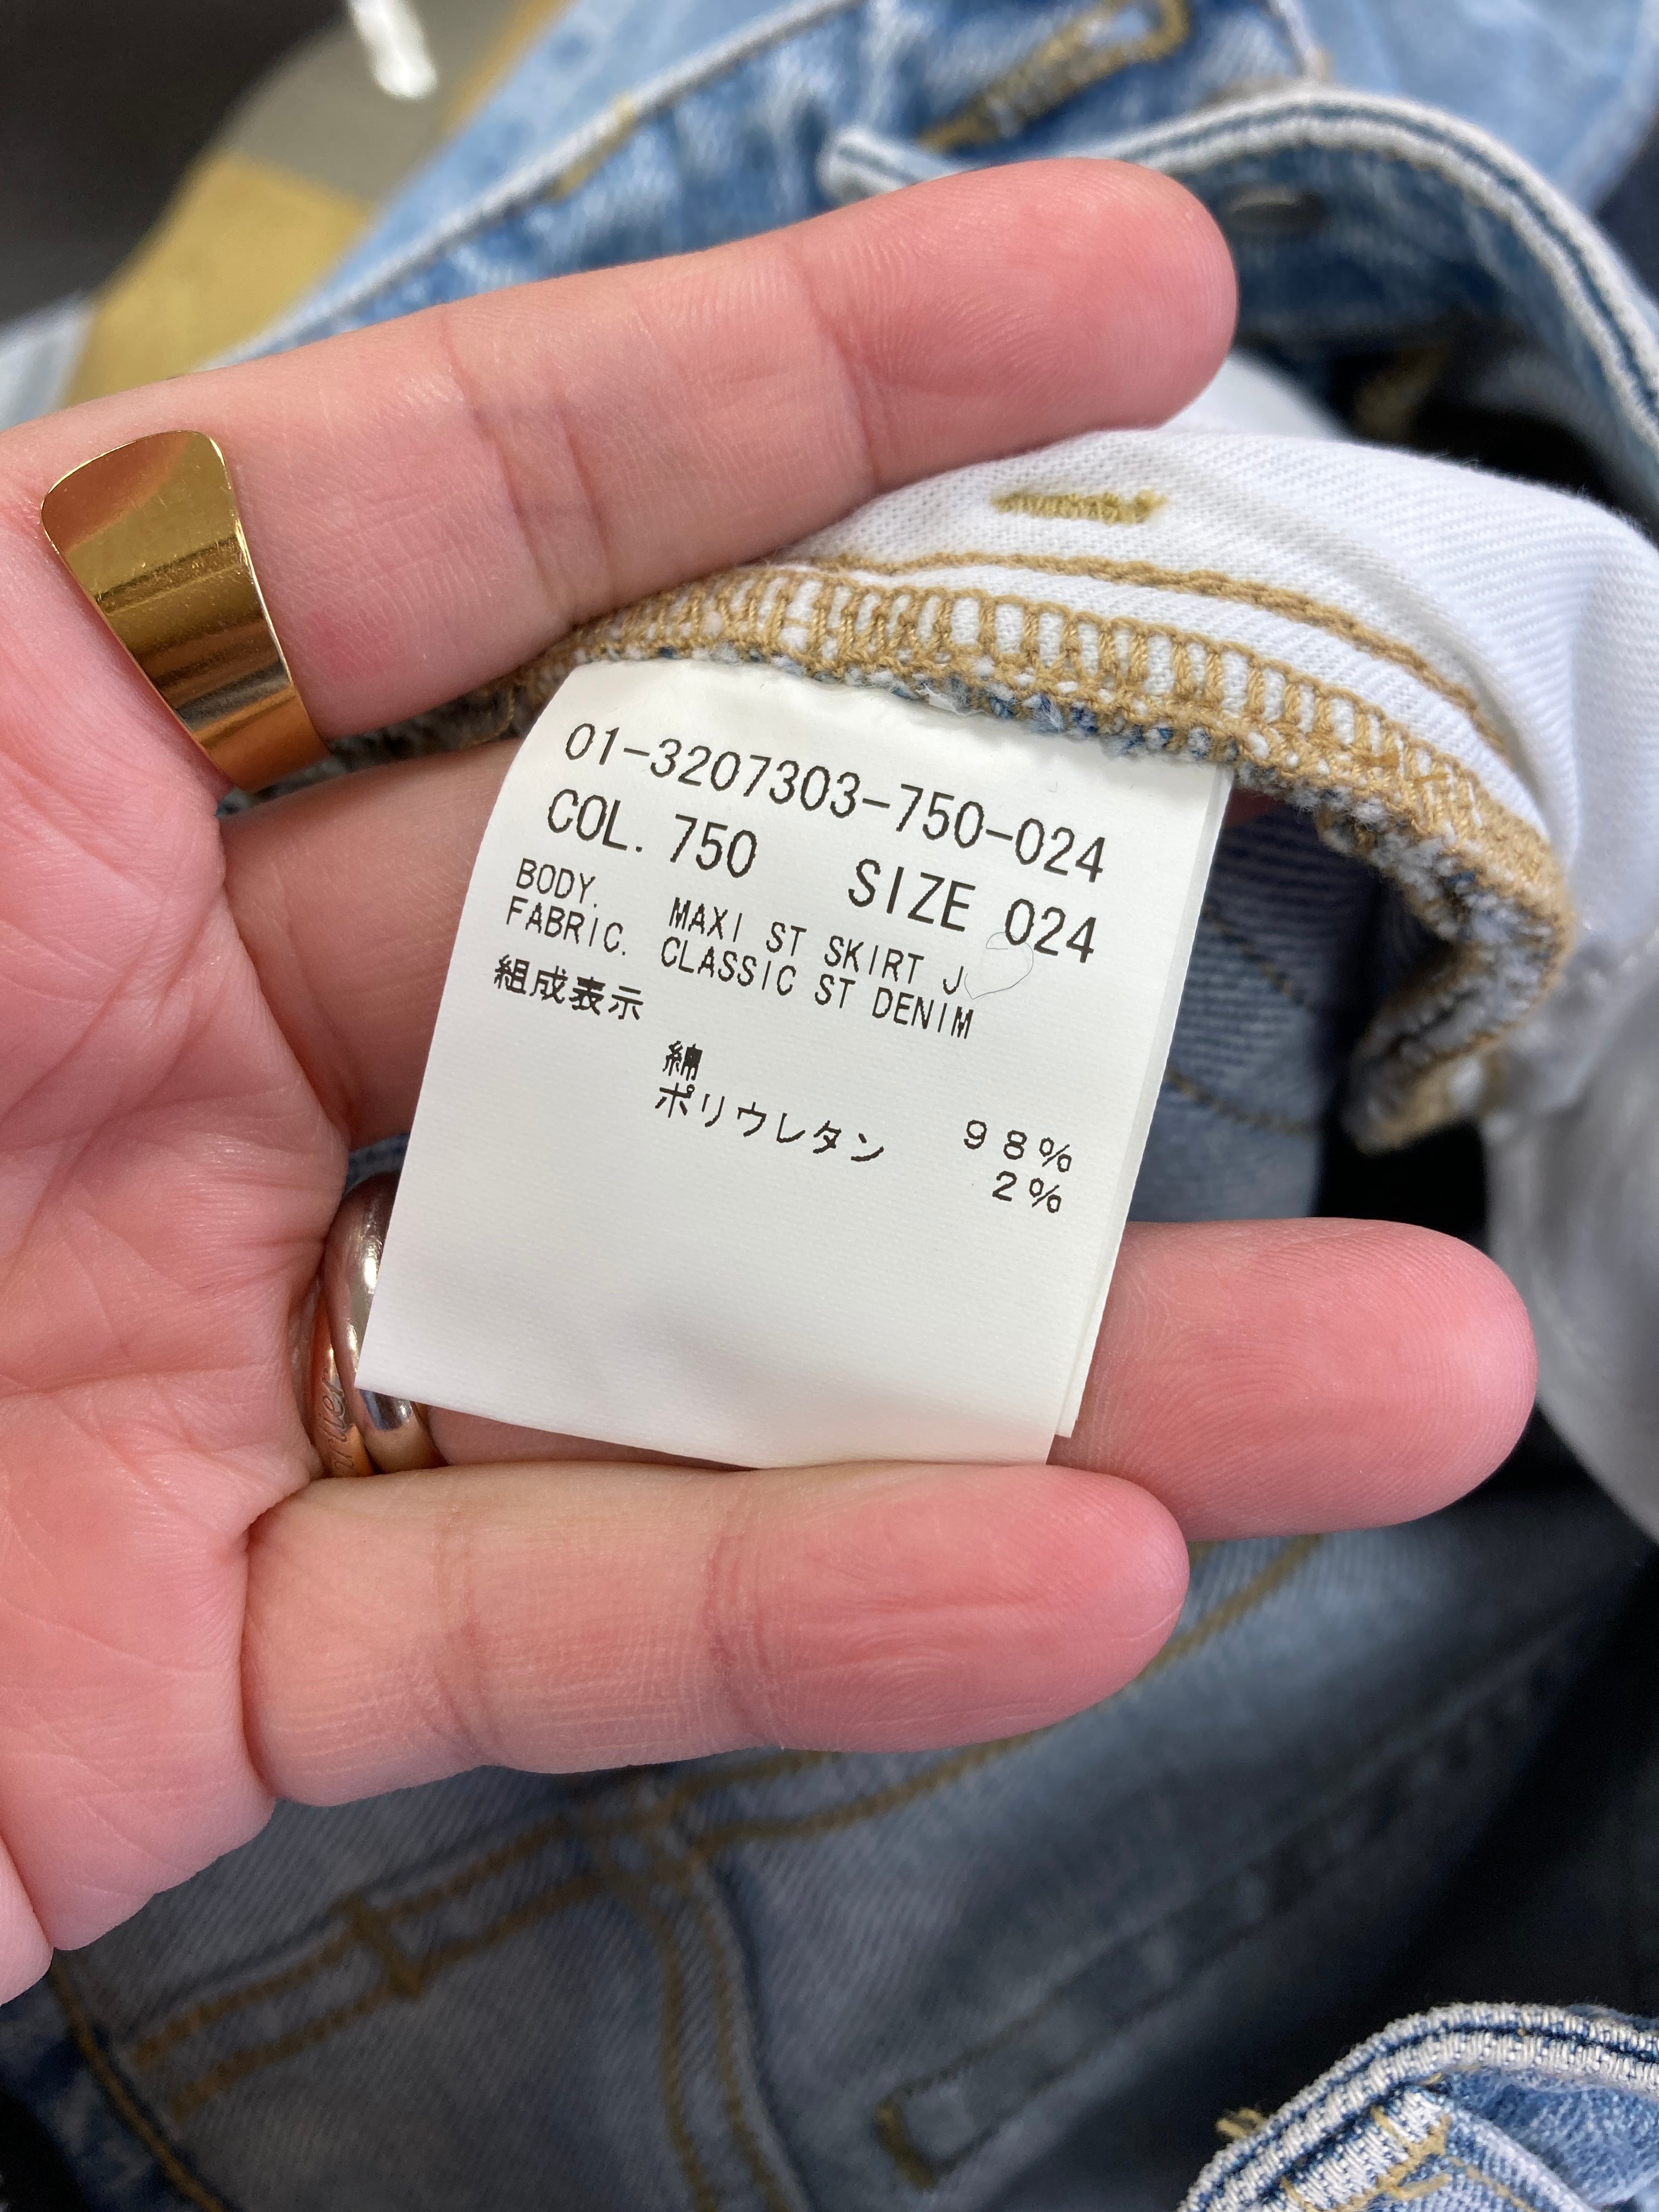 01-3207303-750-024
COL. 750 SIZE 024
BODY. MAXI ST SKIRT J
FABRIC. CLASSIC ST DENIM
組成表示
綿 98%
ポリウレタン 2%